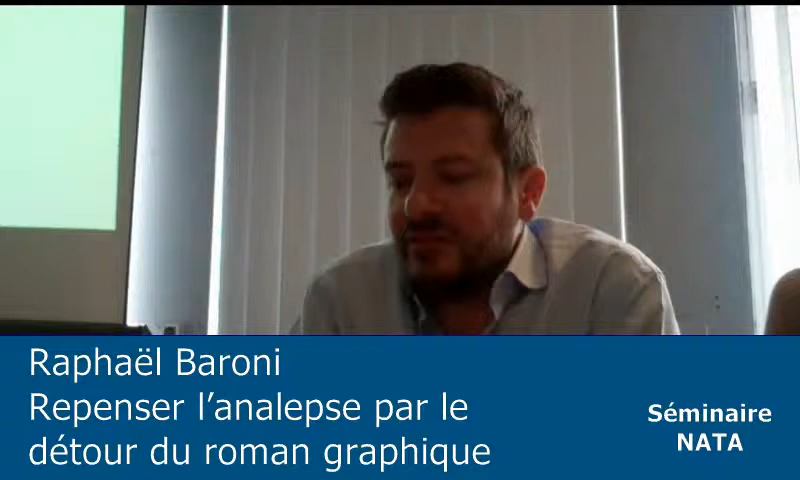 Raphaël Baroni
Repenser l’analepse par le
détour du roman graphique
Séminaire
NATA